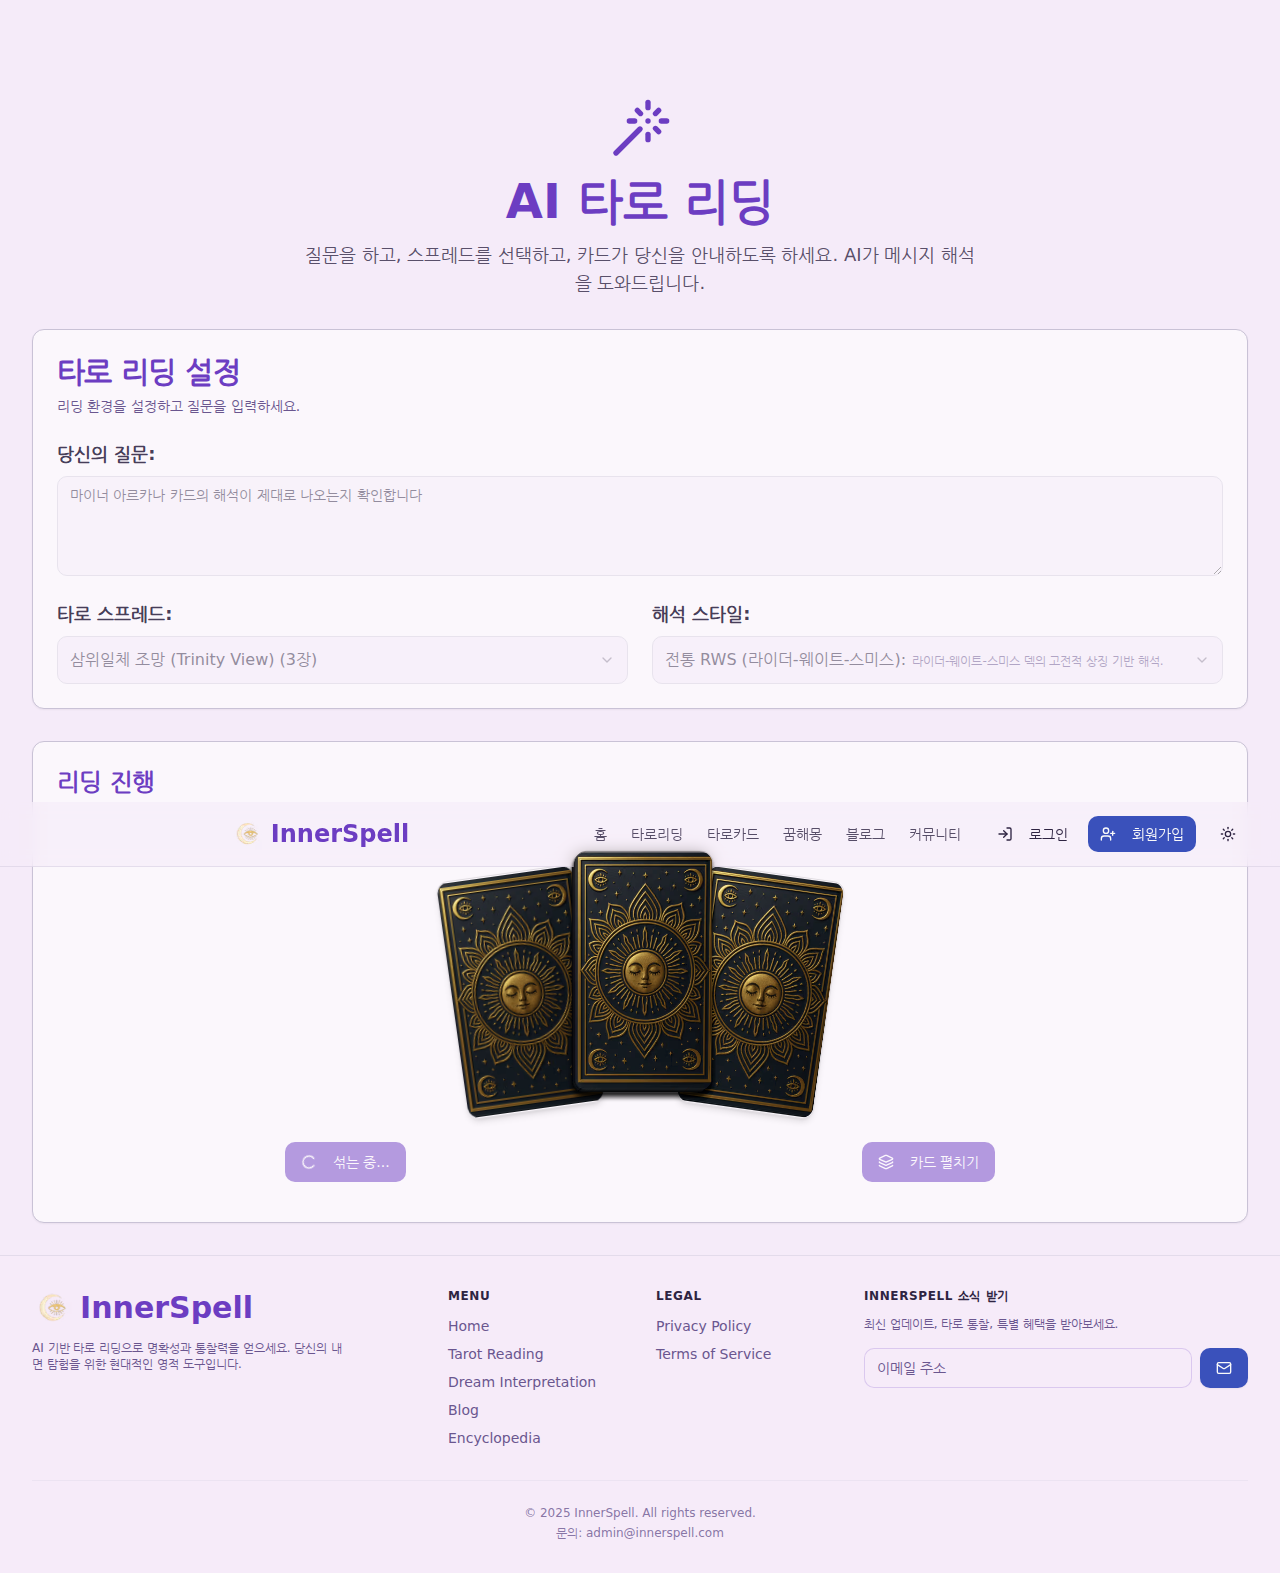 AI 타로 리딩
질문을 하고, 스프레드를 선택하고, 카드가 당신을 안내하도록 하세요. AI가 메시지 해석
을 도와드립니다.
타로 리딩 설정
리딩 환경을 설정하고 질문을 입력하세요.
당신의 질문:
마이너 아르카나 카드의 해석이 제대로 나오는지 확인합니다
타로 스프레드:
해석 스타일:
삼위일체 조망 (Trinity View) (3장)
전통 RWS (라이더-웨이트-스미스): 라이더-웨이트-스미스 덱의 고전적 상징 기반 해석.
리딩 진행
InnerSpell
홈 타로리딩 타로카드 꿈해몽 블로그 커뮤니티 로그인 회원가입
섞는 중...
카드 펼치기
InnerSpell
AI 기반 타로 리딩으로 명확성과 통찰력을 얻으세요. 당신의 내
면 탐험을 위한 현대적인 영적 도구입니다.
MENU
Home
Tarot Reading
Dream Interpretation
Blog
Encyclopedia
LEGAL
Privacy Policy
Terms of Service
INNERSPELL 소식 받기
최신 업데이트, 타로 통찰, 특별 혜택을 받아보세요.
이메일 주소
© 2025 InnerSpell. All rights reserved.
문의: admin@innerspell.com